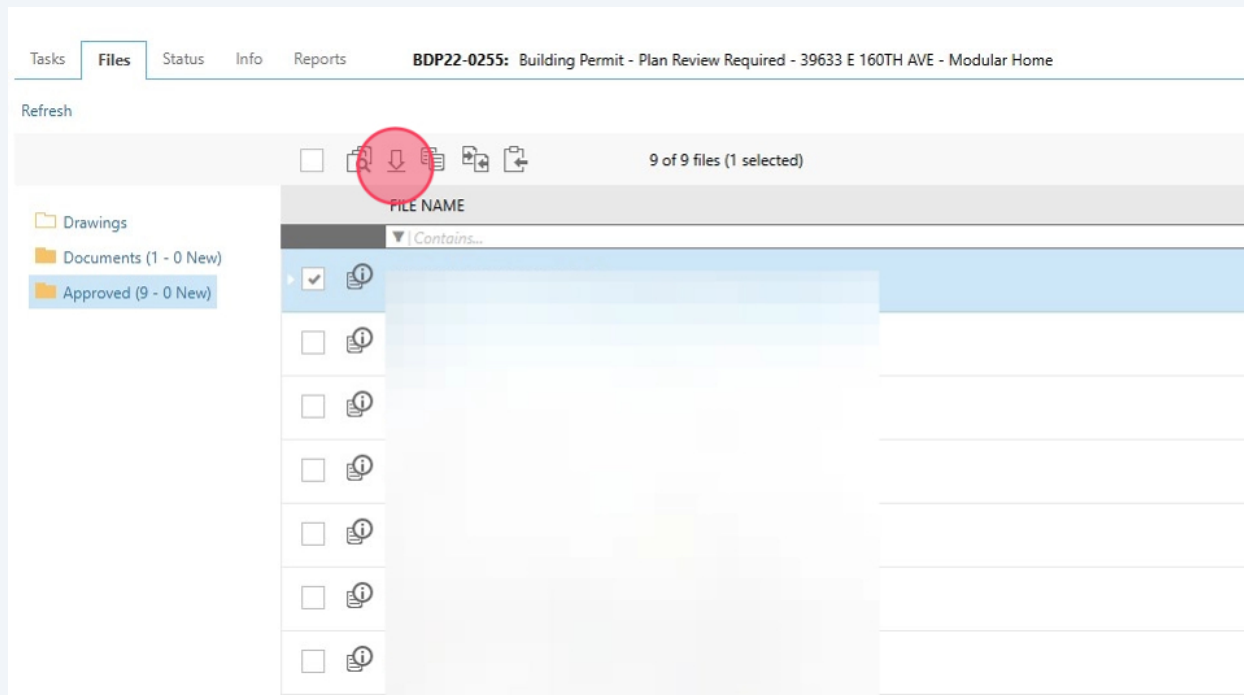 Tasks Files Status Info Reports BDP22-0255: Building Permit - Plan Review Required - 39633 E 160TH AVE - Modular Home
Refresh
9 of 9 files (1 selected)
FILE NAME
Contains...
Drawings
Documents (1 - 0 New)
Approved (9 - 0 New)